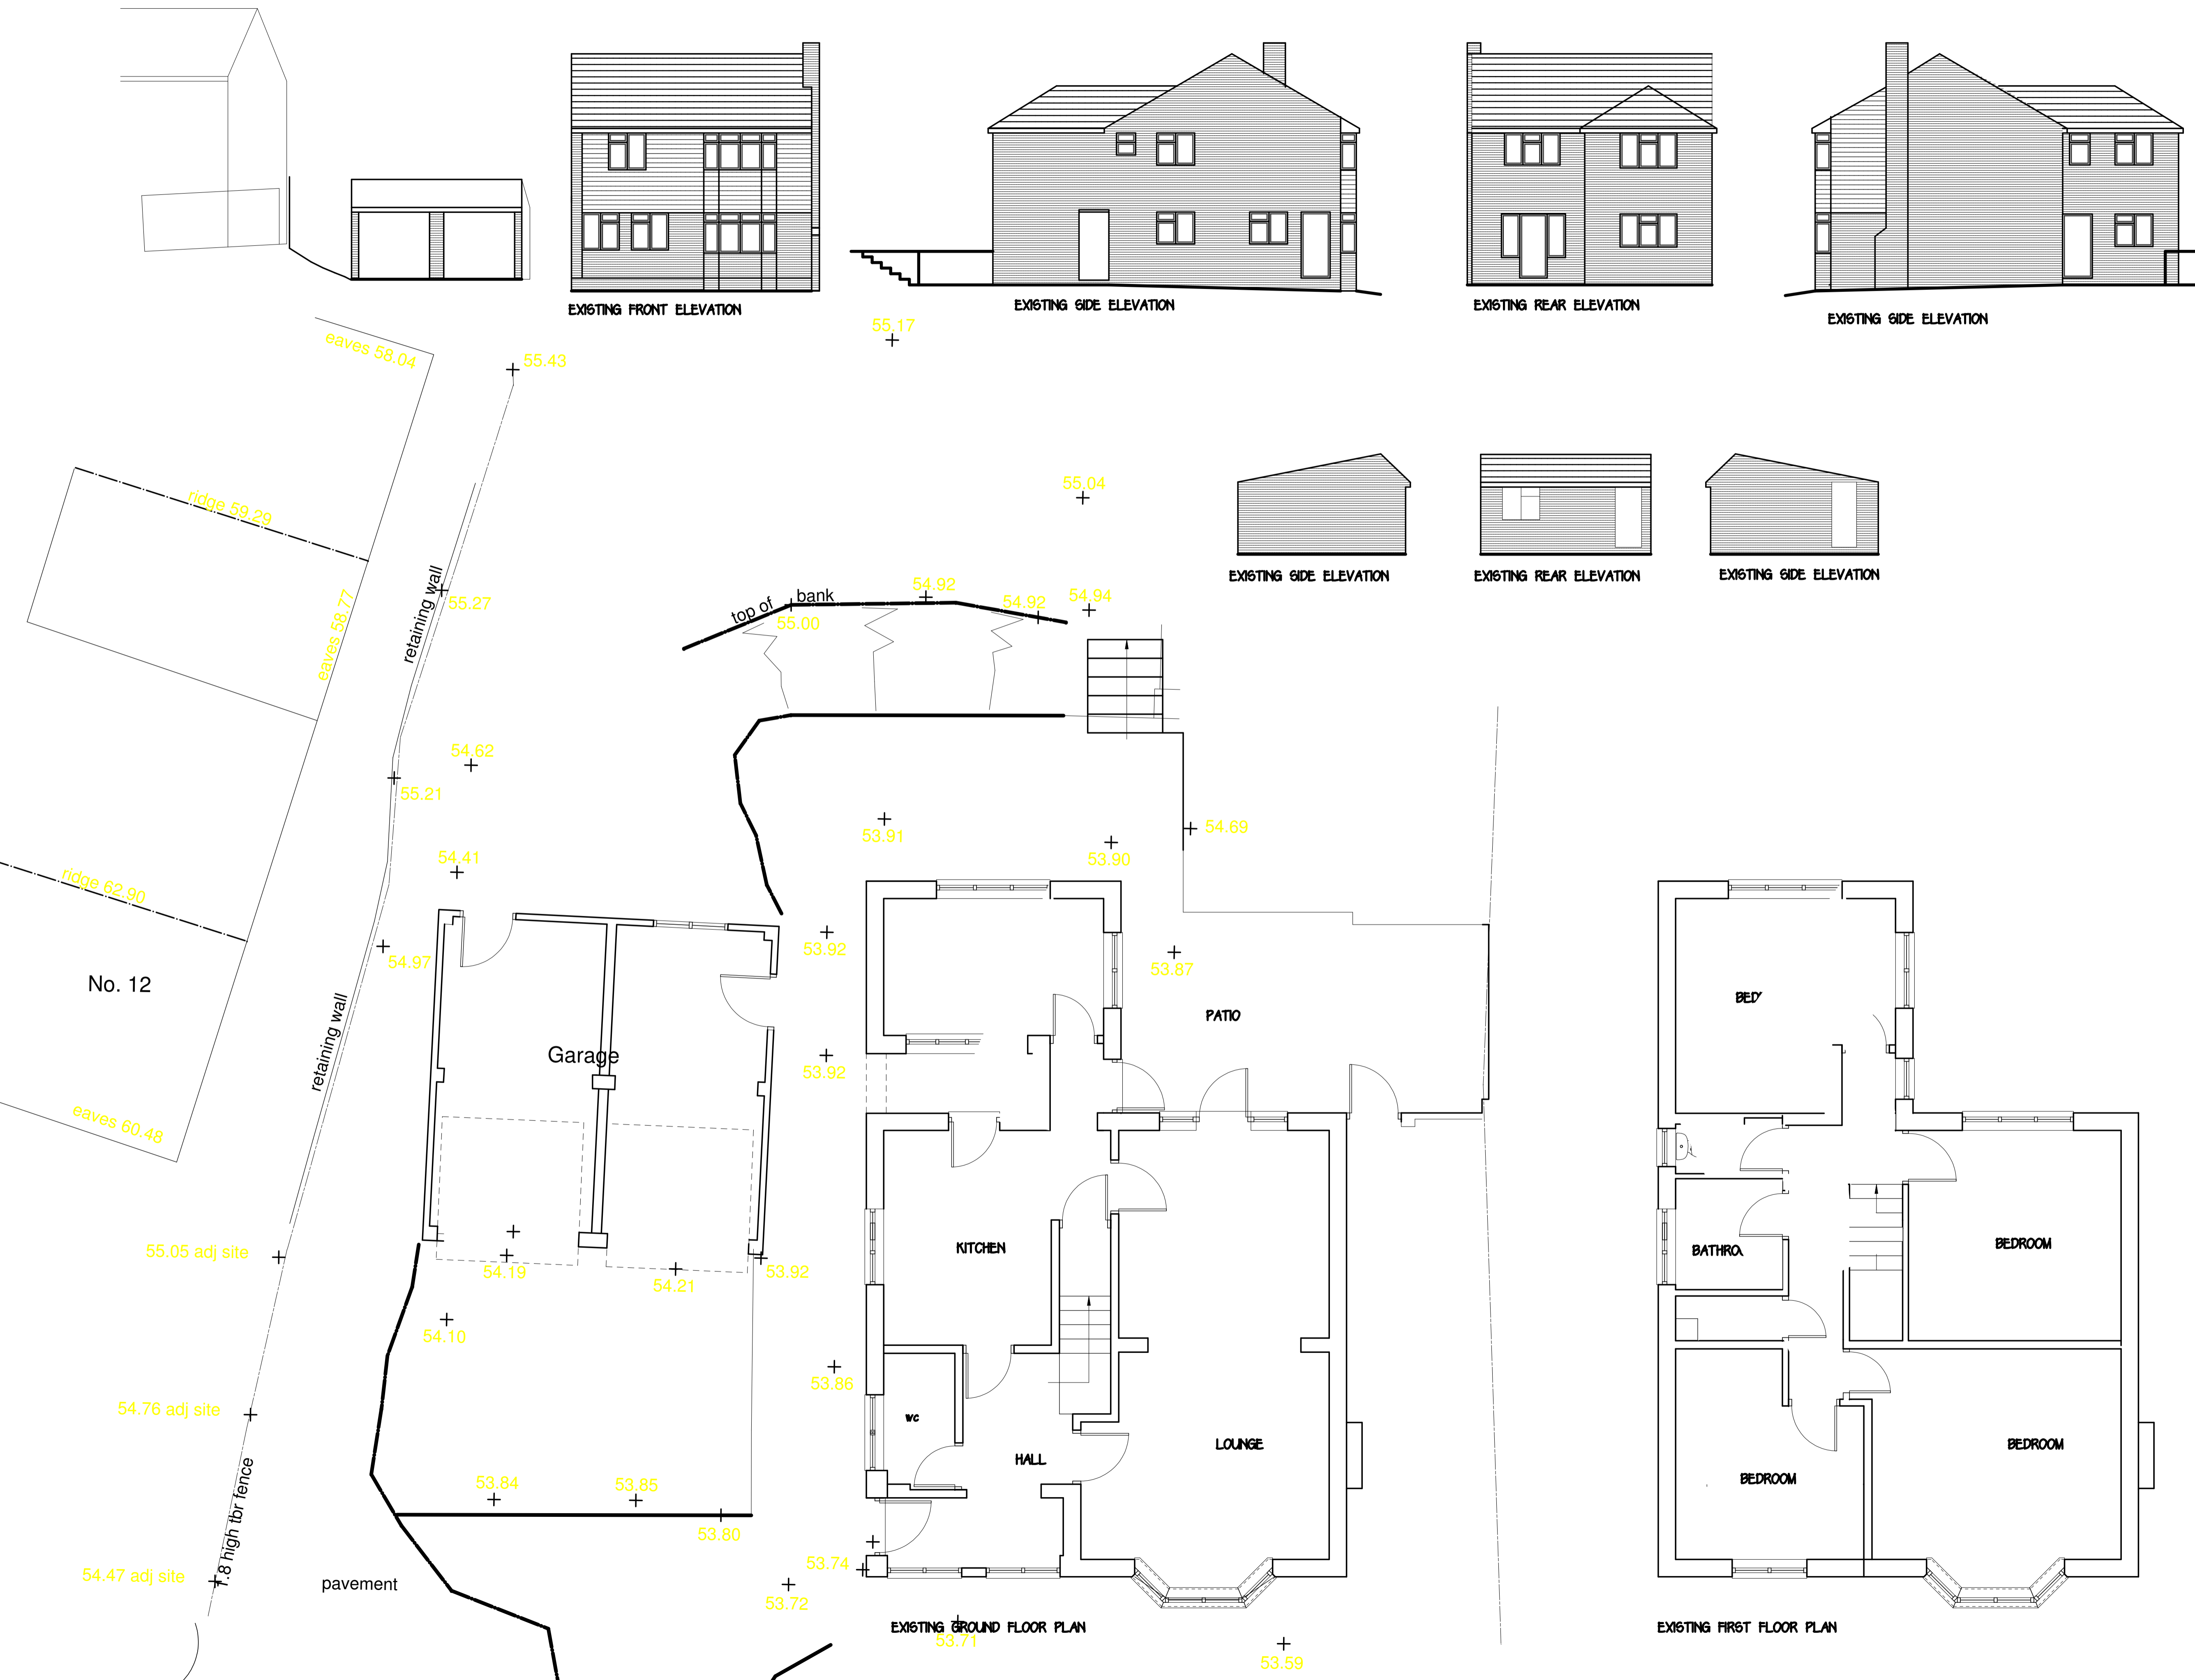 EXISTING FRONT ELEVATION
EXISTING SIDE ELEVATION
EXISTING REAR ELEVATION
EXISTING SIDE ELEVATION
55.17
eaves 58.04
55.43
ridge 59.29
55.04
EXISTING SIDE ELEVATION
EXISTING REAR ELEVATION
EXISTING SIDE ELEVATION
eaves 58.77
retaining wall
55.27
top of bank
55.00
54.92
54.92
54.94
54.62
55.21
53.91
53.90
54.69
54.41
ridge 62.90
54.97
53.92
53.87
No. 12
retaining wall
Garage
53.92
PATIO
BED
eaves 60.48
55.05 adj site
54.19
54.21
53.92
KITCHEN
BATHRO
BEDROOM
54.10
53.86
54.76 adj site
WC
HALL
LOUNGE
BEDROOM
BEDROOM
53.84
53.85
53.80
1.8 high tbr fence
54.47 adj site
pavement
53.74
53.72
EXISTING GROUND FLOOR PLAN
53.71
53.59
EXISTING FIRST FLOOR PLAN